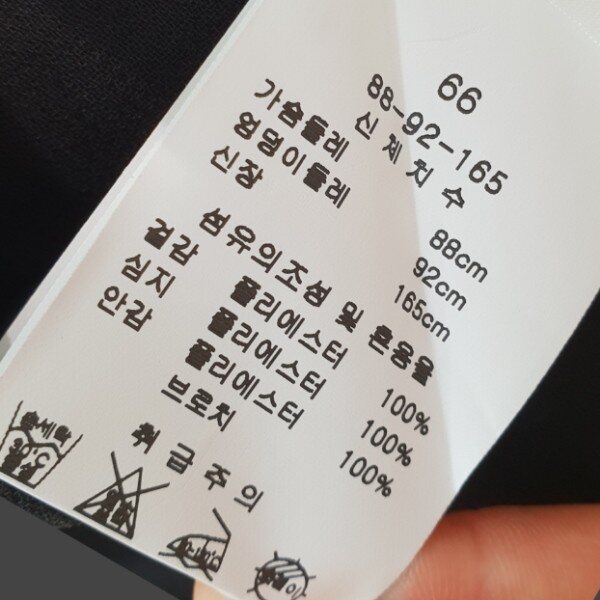 66
88-92-165
신 체 치 수
가슴둘레 88cm
엉덩이둘레 92cm
신장 165cm
섬유의조성 및 혼용율
겉감 폴리에스터 100%
심지 폴리에스터 100%
안감 폴리에스터 100%
브로치
취 급 주 의
손세탁